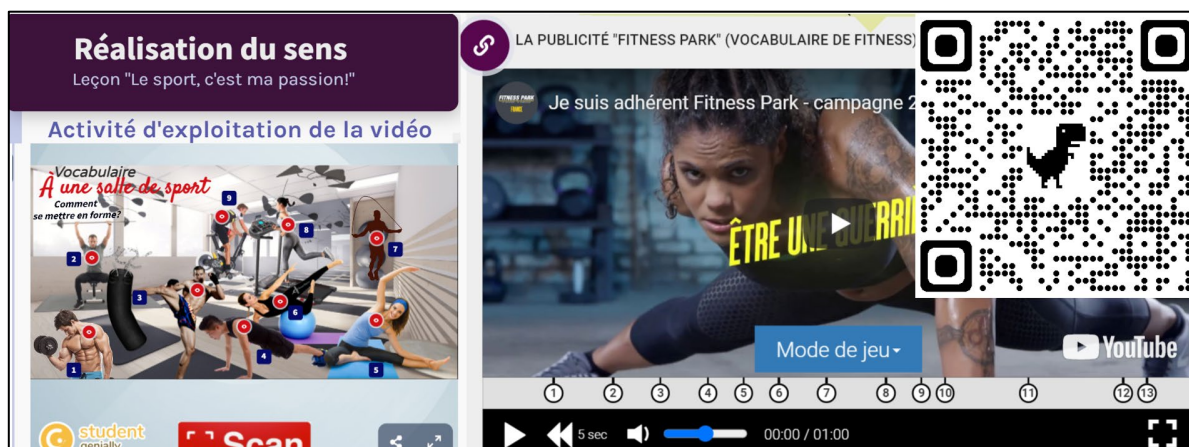 Réalisation du sens
Leçon "Le sport, c'est ma passion!"
Activité d'exploitation de la vidéo
Vocabulaire
À une salle de sport
Comment
se mettre en forme?
9
8
2
7
3
6
4
1
5
student
genially
Scan
LA PUBLICITÉ "FITNESS PARK" (VOCABULAIRE DE FITNESS)
FITNESS PARK
FRANCE
Je suis adhérent Fitness Park - campagne 2
ÊTRE UNE GUERRI
Mode de jeu
YouTube
1 2 3 4 5 6 7 8 9 10 11 12 13
5 sec
00:00 / 01:00